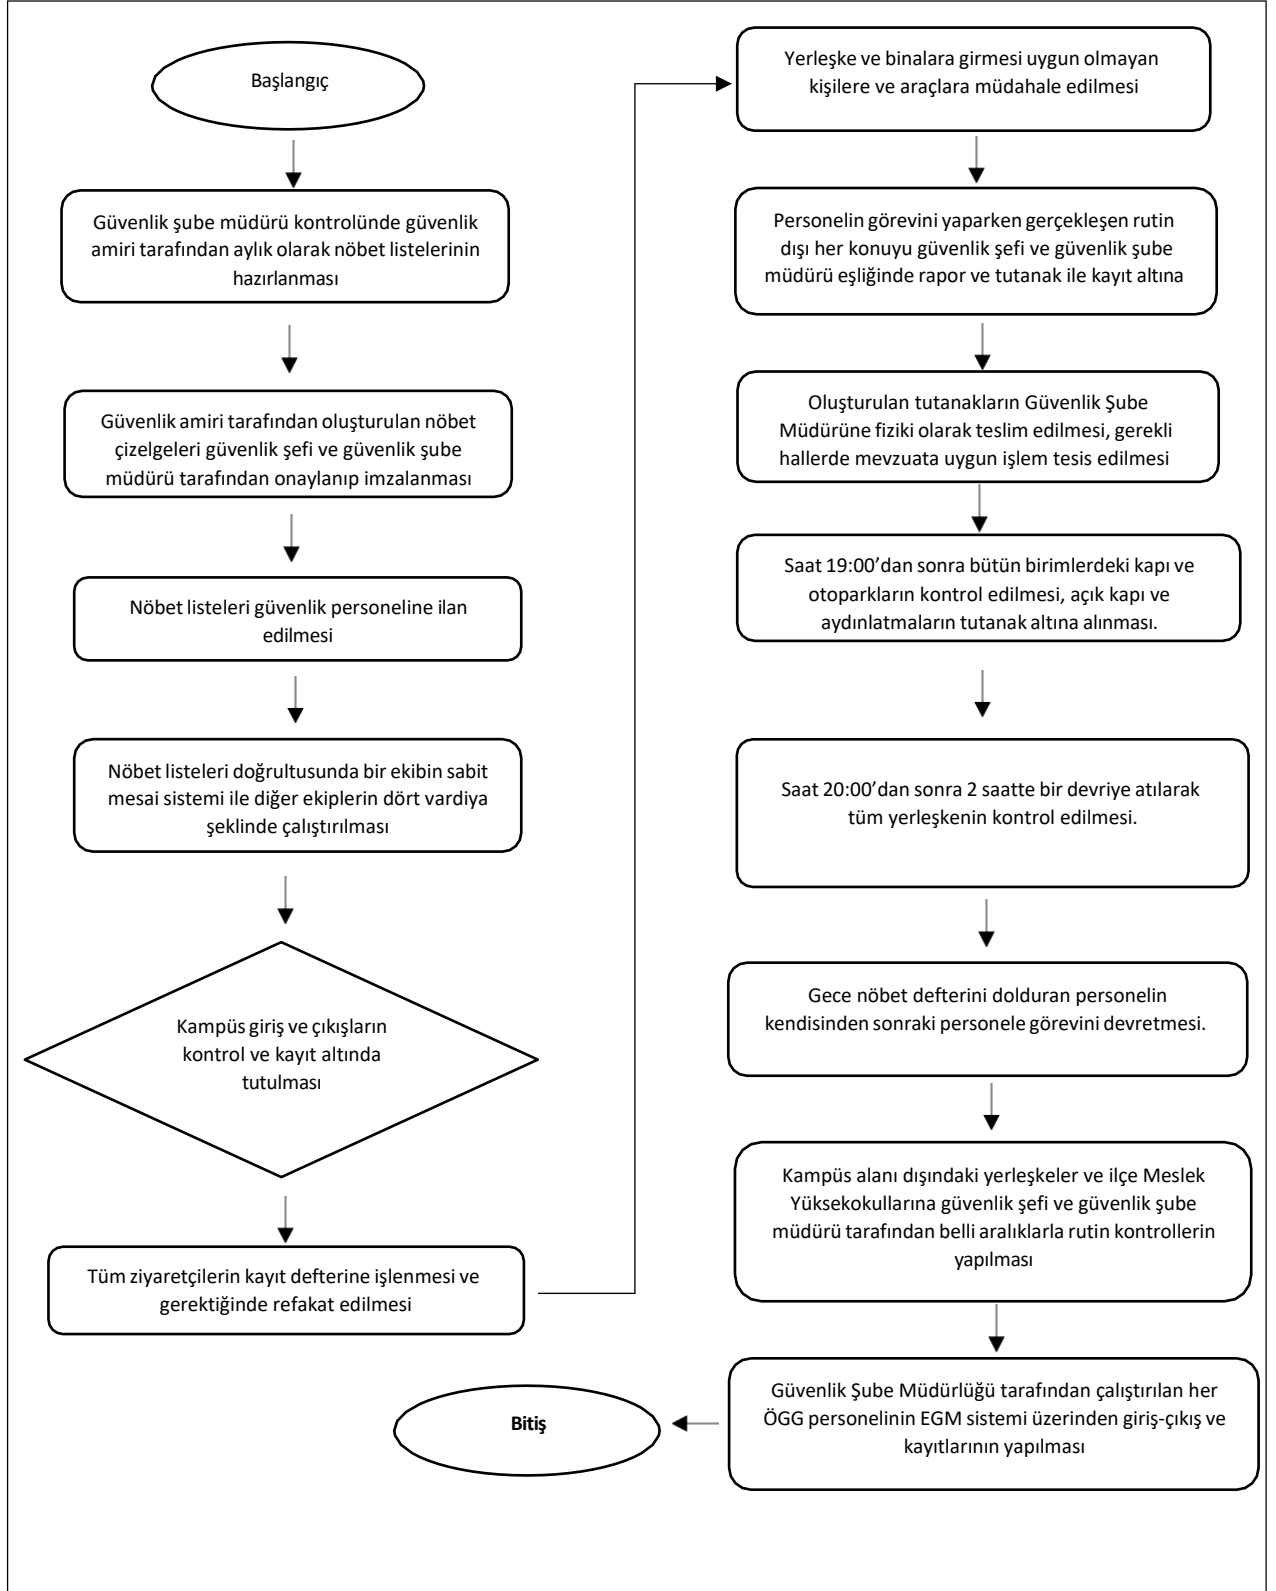 Başlangıç
Güvenlik şube müdürü kontrolünde güvenlik
amiri tarafından aylık olarak nöbet listelerinin
hazırlanması
Güvenlik amiri tarafından oluşturulan nöbet
çizelgeleri güvenlik şefi ve güvenlik şube
müdürü tarafından onaylanıp imzalanması
Nöbet listeleri güvenlik personeline ilan
edilmesi
Nöbet listeleri doğrultusunda bir ekibin sabit
mesai sistemi ile diğer ekiplerin dört vardiya
şeklinde çalıştırılması
Kampüs giriş ve çıkışların
kontrol ve kayıt altında
tutulması
Tüm ziyaretçilerin kayıt defterine işlenmesi ve
gerektiğinde refakat edilmesi
Yerleşke ve binalara girmesi uygun olmayan
kişilere ve araçlara müdahale edilmesi
Personelin görevini yaparken gerçekleşen rutin
dışı her konuyu güvenlik şefi ve güvenlik şube
müdürü eşliğinde rapor ve tutanak ile kayıt altına
Oluşturulan tutanakların Güvenlik Şube
Müdürüne fiziki olarak teslim edilmesi, gerekli
hallerde mevzuata uygun işlem tesis edilmesi
Saat 19:00’dan sonra bütün birimlerdeki kapı ve
otoparkların kontrol edilmesi, açık kapı ve
aydınlatmaların tutanak altına alınması.
Saat 20:00’dan sonra 2 saatte bir devriye atılarak
tüm yerleşkenin kontrol edilmesi.
Gece nöbet defterini dolduran personelin
kendisinden sonraki personele görevini devretmesi.
Kampüs alanı dışındaki yerleşkeler ve ilçe Meslek
Yüksekokullarına güvenlik şefi ve güvenlik şube
müdürü tarafından belli aralıklarla rutin kontrollerin
yapılması
Güvenlik Şube Müdürlüğü tarafından çalıştırılan her
ÖGG personelinin EGM sistemi üzerinden giriş-çıkış ve
kayıtlarının yapılması
Bitiş